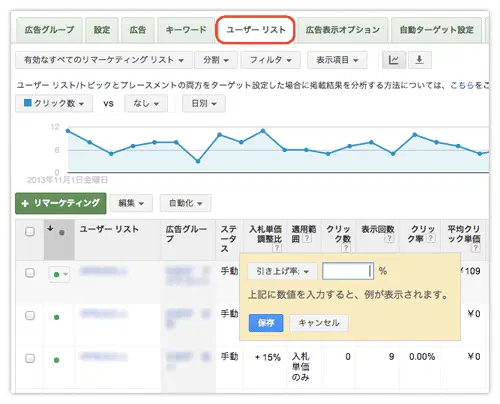 広告グループ 設定 広告 キーワード ユーザー リスト 広告表示オプション 自動ターゲット設定
有効なすべてのリマーケティング リスト 分割 フィルタ 表示項目
ユーザー リスト/トピックとプレースメントの両方をターゲット設定した場合に掲載結果を分析する方法については、こちらをご
クリック数 VS なし 日別
12
6
2013年11月1日金曜日
+ リマーケティング 編集 自動化
ユーザー リスト 広告グループ ステータス 入札単価調整比 ? 適用範囲 ? クリック数 ? 表示回数 ? クリック率 ? 平均クリック単価 ?
手動 ¥109
引き上げ率: %
上記に数値を入力すると、例が表示されます。
保存 キャンセル
手動 ¥0
手動 + 15% 入札単価のみ 0 9 0.00% ¥0